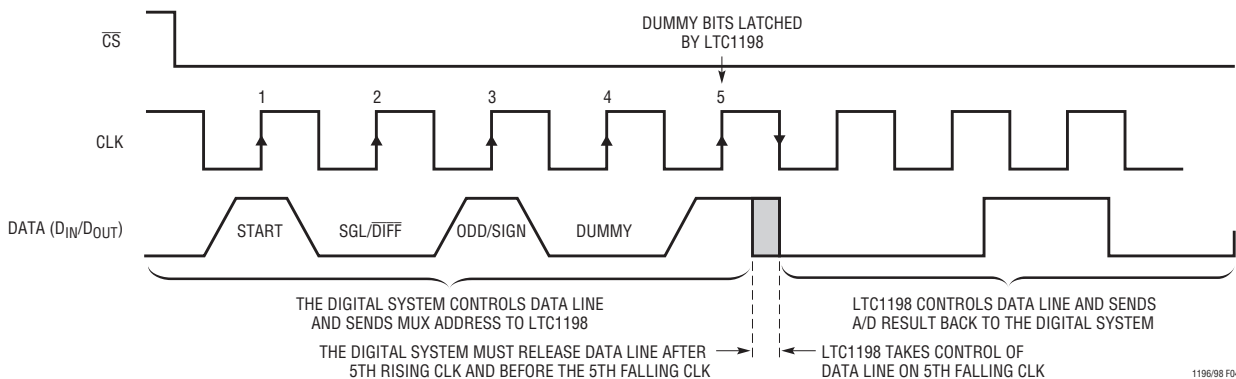 DUMMY BITS LATCHED
BY LTC1198
CS
1 2 3 4 5
CLK
DATA (DIN/DOUT)
START SGL/DIFF ODD/SIGN DUMMY
THE DIGITAL SYSTEM CONTROLS DATA LINE
AND SENDS MUX ADDRESS TO LTC1198
LTC1198 CONTROLS DATA LINE AND SENDS
A/D RESULT BACK TO THE DIGITAL SYSTEM
THE DIGITAL SYSTEM MUST RELEASE DATA LINE AFTER
5TH RISING CLK AND BEFORE THE 5TH FALLING CLK
LTC1198 TAKES CONTROL OF
DATA LINE ON 5TH FALLING CLK
1196/98